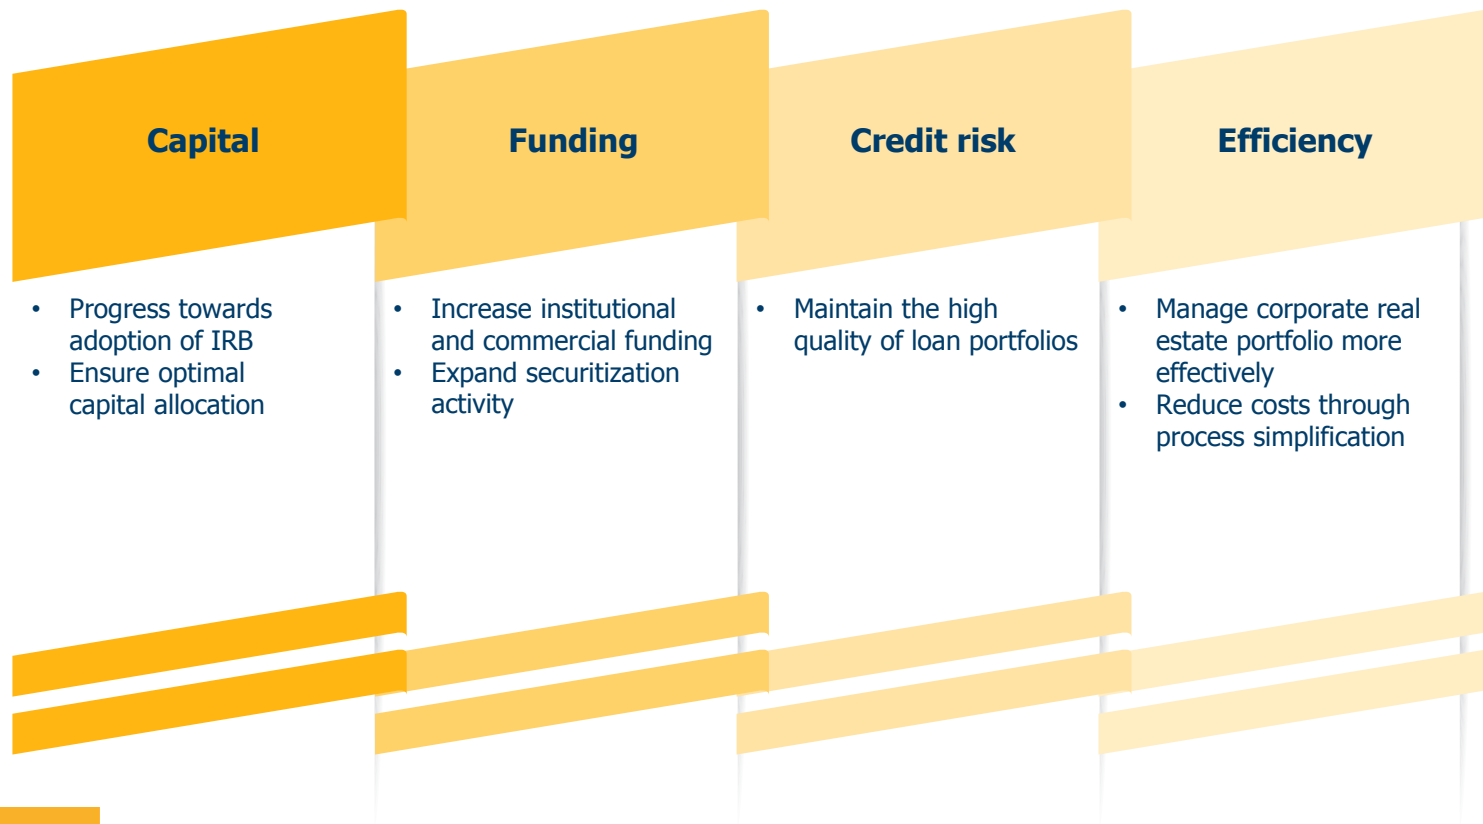 Capital
• Progress towards
adoption of IRB
• Ensure optimal
capital allocation
Funding
• Increase institutional
and commercial funding
• Expand securitization
activity
Credit risk
• Maintain the high
quality of loan portfolios
Efficiency
• Manage corporate real
estate portfolio more
effectively
• Reduce costs through
process simplification